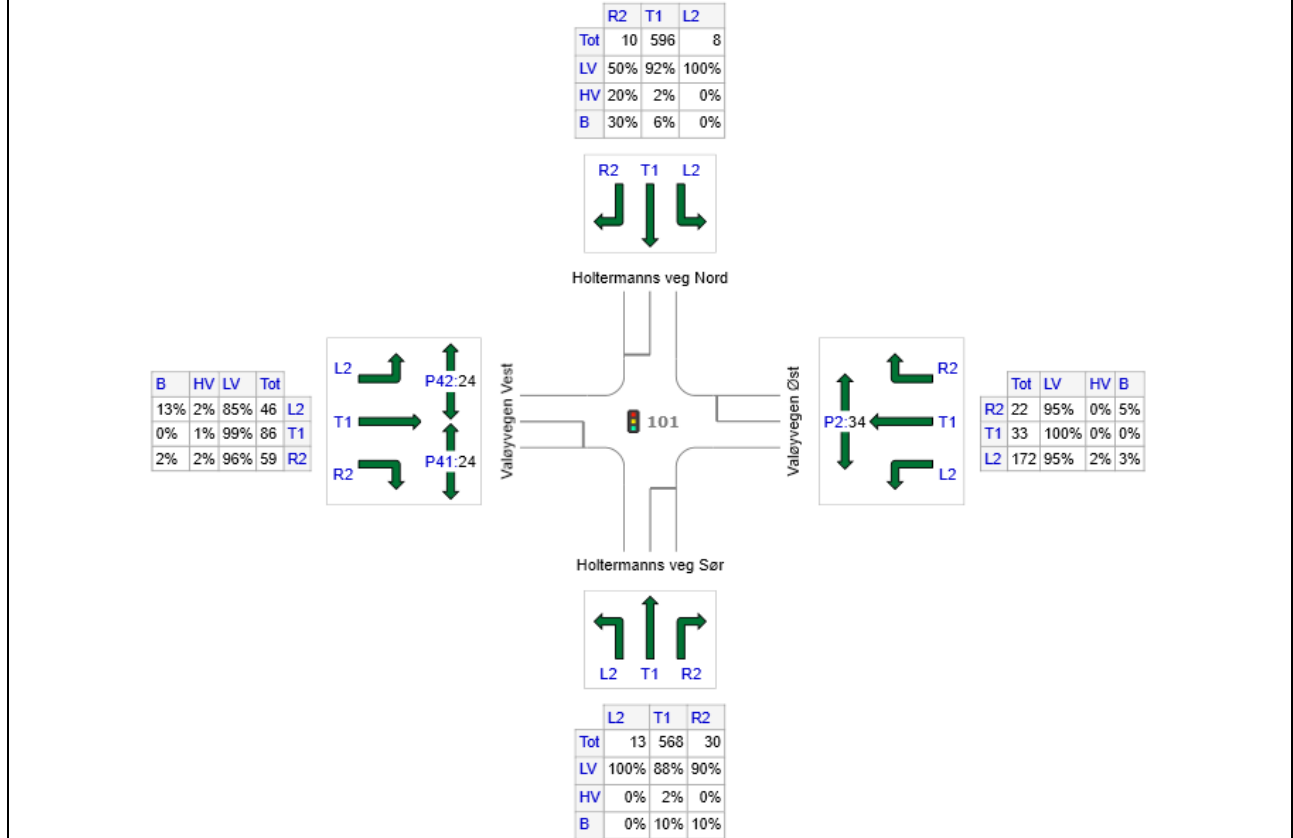 R2 T1 L2
Tot 10 596 8
LV 50% 92% 100%
HV 20% 2% 0%
B 30% 6% 0%
R2 T1 L2
Holtermanns veg Nord
B HV LV Tot
13% 2% 85% 46 L2
0% 1% 99% 86 T1
2% 2% 96% 59 R2
L2
T1
R2
P42:24
P41:24
Valøyvegen Vest
101
Valøyvegen Øst
P2:34
R2
T1
L2
Tot LV HV B
R2 22 95% 0% 5%
T1 33 100% 0% 0%
L2 172 95% 2% 3%
Holtermanns veg Sør
L2 T1 R2
L2 T1 R2
Tot 13 568 30
LV 100% 88% 90%
HV 0% 2% 0%
B 0% 10% 10%